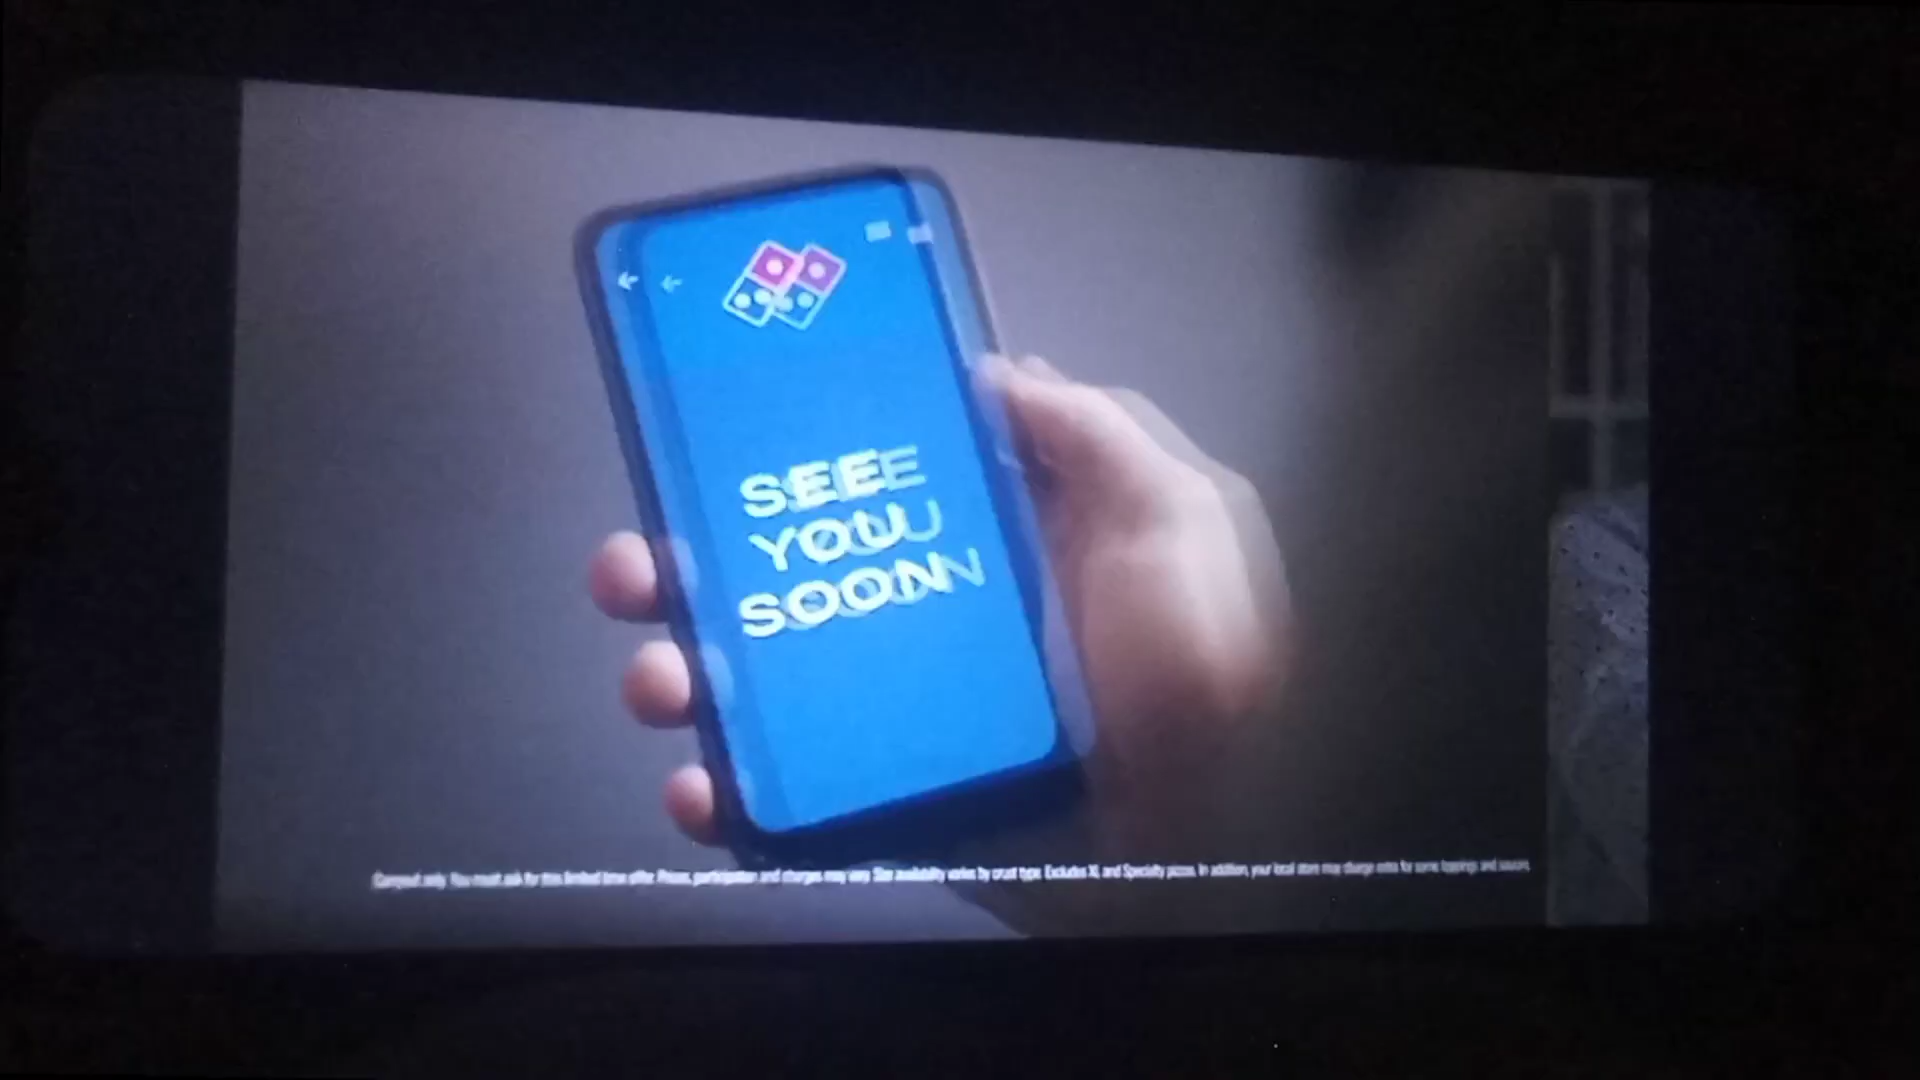 SEE
YOU
SOON
Carryout only. You must ask for this limited time offer. Prices, participation and charges may vary. Size availability varies by crust type. Excludes XL and Specialty pizzas. In addition, your local store may charge extra for some toppings and sauces.